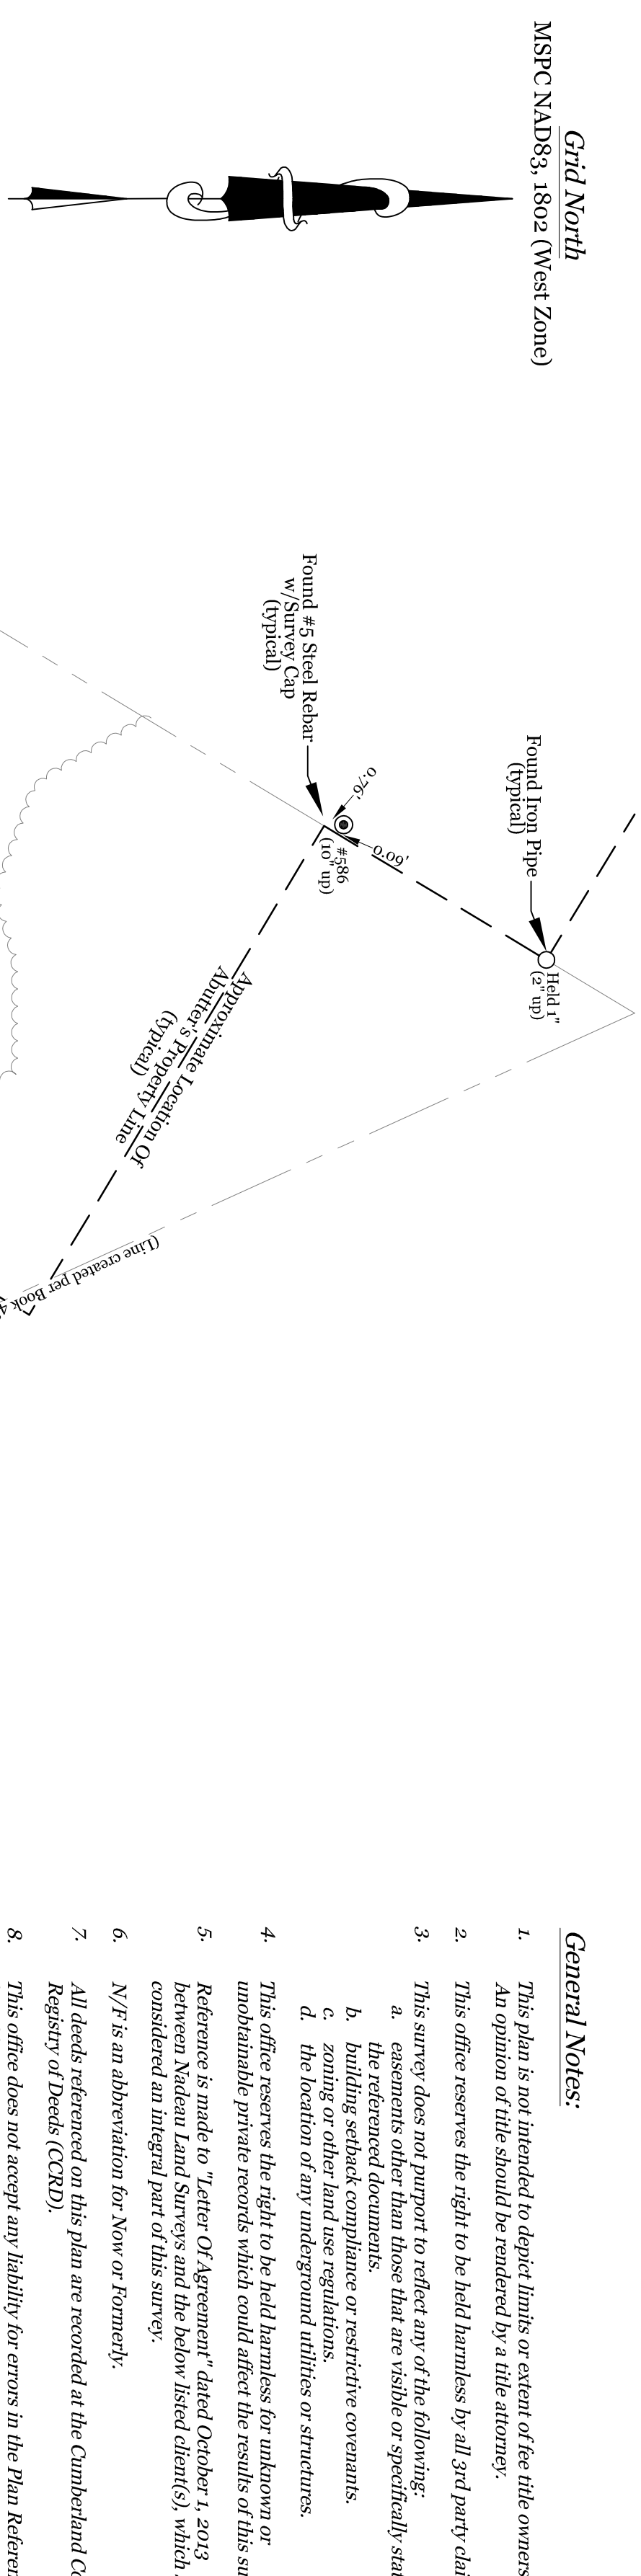 Grid North
MSPC NAD83, 1802 (West Zone)
Found Iron Pipe
(typical)
Held 1"
(2" up)
Found #5 Steel Rebar
w/Survey Cap
(typical)
0.76'
0.09'
#586
(10" up)
Approximate Location Of
Abutter's Property Line
(typical)
(Line created per Book
General Notes:
1. This plan is not intended to depict limits or extent of fee title owners
An opinion of title should be rendered by a title attorney.
2. This office reserves the right to be held harmless by all 3rd party clai
3. This survey does not purport to reflect any of the following:
a. easements other than those that are visible or specifically stat
the referenced documents.
b. building setback compliance or restrictive covenants.
c. zoning or other land use regulations.
d. the location of any underground utilities or structures.
4. This office reserves the right to be held harmless for unknown or
unobtainable private records which could affect the results of this su
5. Reference is made to "Letter Of Agreement" dated October 1, 2013
between Nadeau Land Surveys and the below listed client(s), which
considered an integral part of this survey.
6. N/F is an abbreviation for Now or Formerly.
7. All deeds referenced on this plan are recorded at the Cumberland Co
Registry of Deeds (CCRD).
8. This office does not accept any liability for errors in the Plan Referen